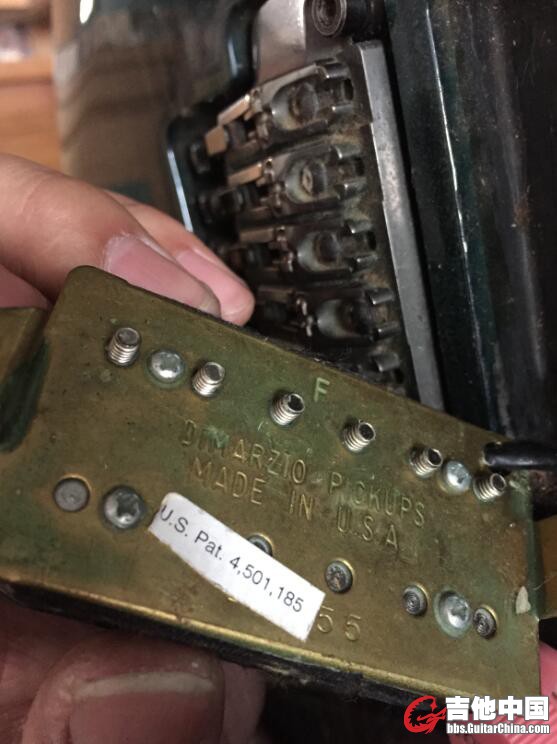 F
DIMARZIO PICKUPS
MADE IN U.S.A
U.S. Pat. 4,501,185
55
吉他中国
bbs.GuitarChina.com